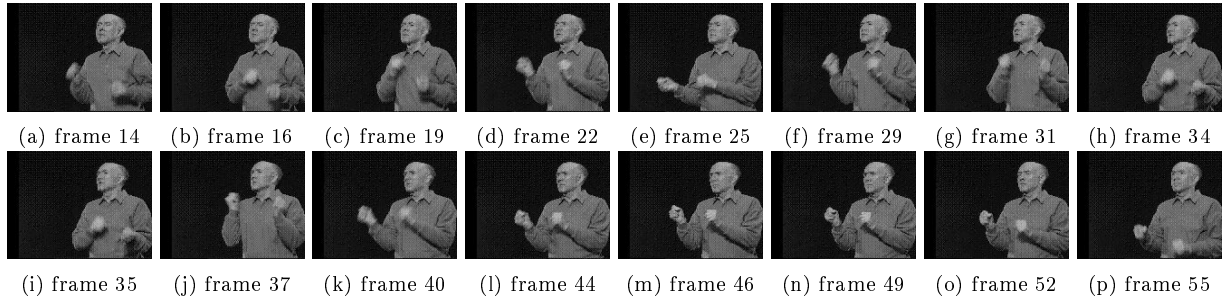 (a) frame 14 (b) frame 16 (c) frame 19 (d) frame 22 (e) frame 25 (f) frame 29 (g) frame 31 (h) frame 34
(i) frame 35 (j) frame 37 (k) frame 40 (l) frame 44 (m) frame 46 (n) frame 49 (o) frame 52 (p) frame 55